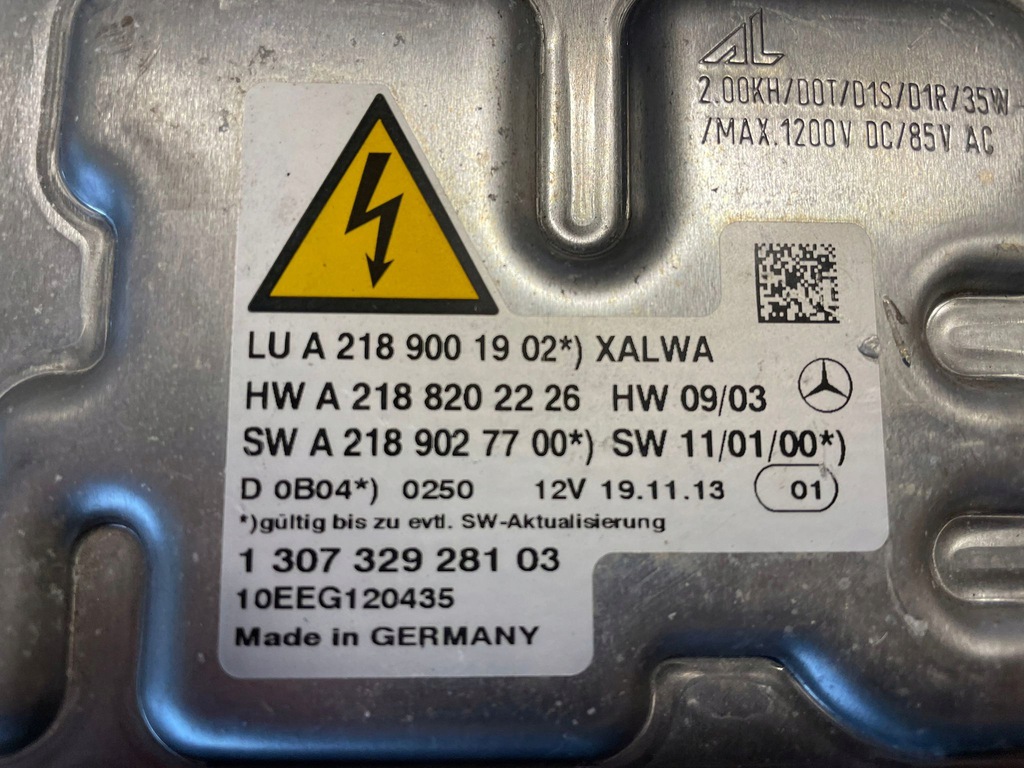 AL
2.00KH/DOT/D1S/D1R/35W
/MAX.1200V DC/85V AC
LU A 218 900 19 02*) XALWA
HW A 218 820 22 26 HW 09/03
SW A 218 902 77 00*) SW 11/01/00*)
D 0B04*) 0250 12V 19.11.13 01
*)gültig bis zu evtl. SW-Aktualisierung
1 307 329 281 03
10EEG120435
Made in GERMANY